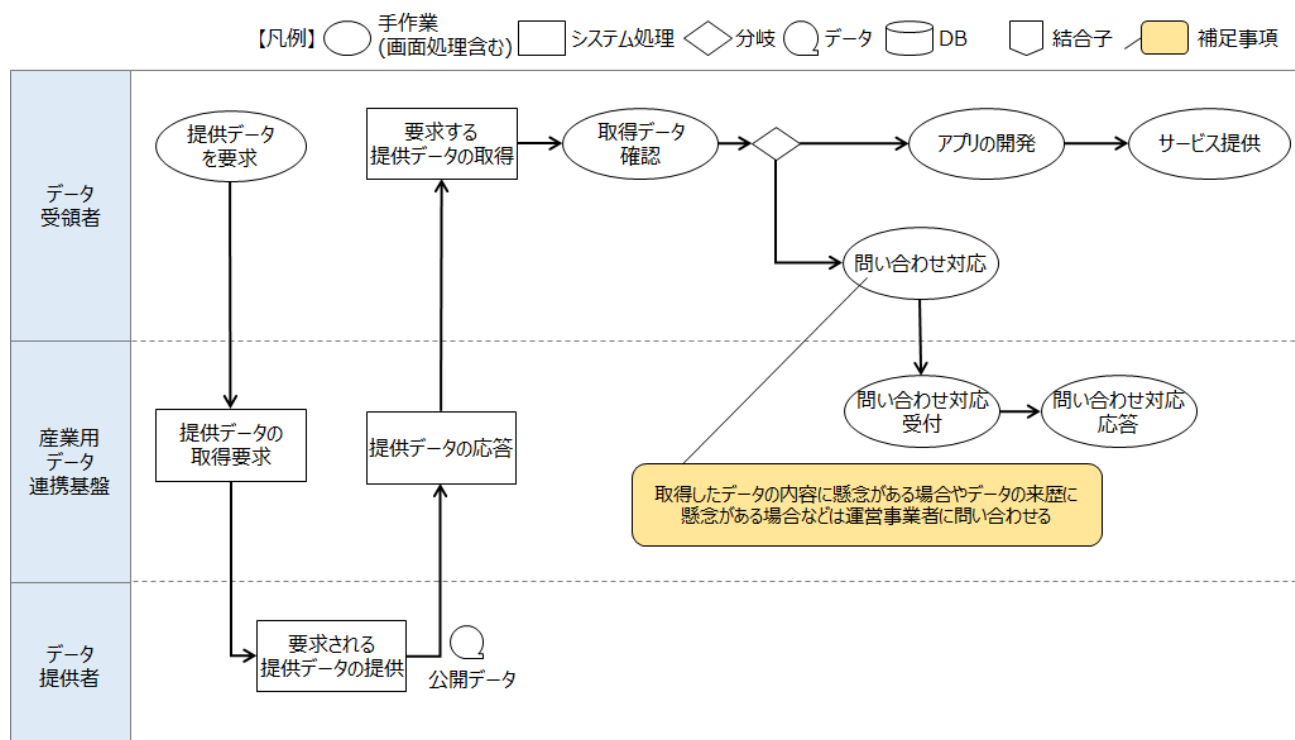 【凡例】
手作業
(画面処理含む)
システム処理
分岐
データ
DB
結合子
補足事項
データ
受領者
提供データ
を要求
要求する
提供データの取得
取得データ
確認
アプリの開発
サービス提供
問い合わせ対応
産業用
データ
連携基盤
提供データの
取得要求
提供データの応答
問い合わせ対応
受付
問い合わせ対応
応答
取得したデータの内容に懸念がある場合やデータの来歴に
懸念がある場合などは運営事業者に問い合わせる
データ
提供者
要求される
提供データの提供
公開データ